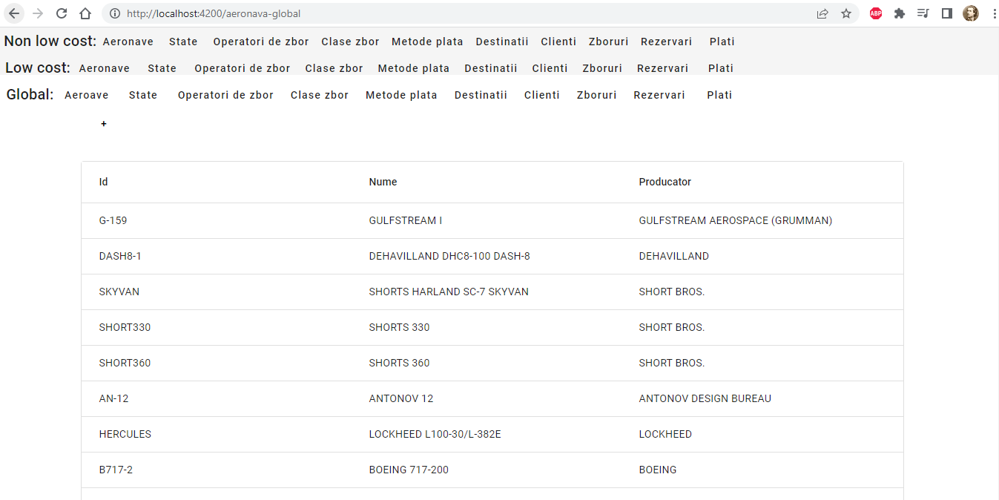 http://localhost:4200/aeronava-global ABP
Non low cost: Aeronave State Operatori de zbor Clase zbor Metode plata Destinatii Clienti Zboruri Rezervari Plati
Low cost: Aeronave State Operatori de zbor Clase zbor Metode plata Destinatii Clienti Zboruri Rezervari Plati
Global: Aeroave State Operatori de zbor Clase zbor Metode plata Destinatii Clienti Zboruri Rezervari Plati
+
Id Nume Producator
G-159 GULFSTREAM I GULFSTREAM AEROSPACE (GRUMMAN)
DASH8-1 DEHAVILLAND DHC8-100 DASH-8 DEHAVILLAND
SKYVAN SHORTS HARLAND SC-7 SKYVAN SHORT BROS.
SHORT330 SHORTS 330 SHORT BROS.
SHORT360 SHORTS 360 SHORT BROS.
AN-12 ANTONOV 12 ANTONOV DESIGN BUREAU
HERCULES LOCKHEED L100-30/L-382E LOCKHEED
B717-2 BOEING 717-200 BOEING